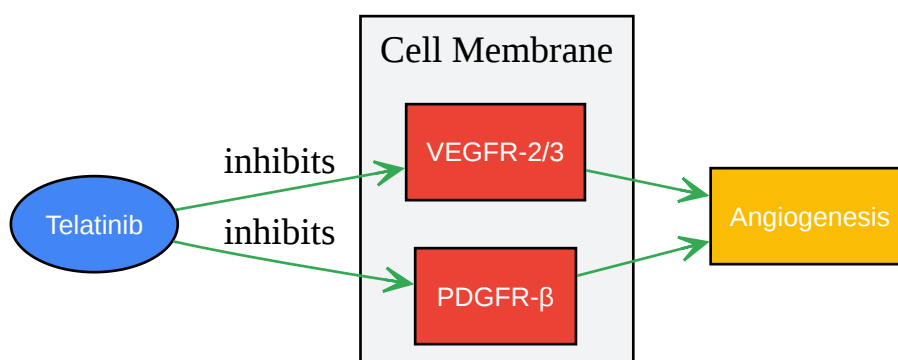 Cell Membrane
VEGFR-2/3
inhibits
Telatinib
Angiogenesis
inhibits
PDGFR-β